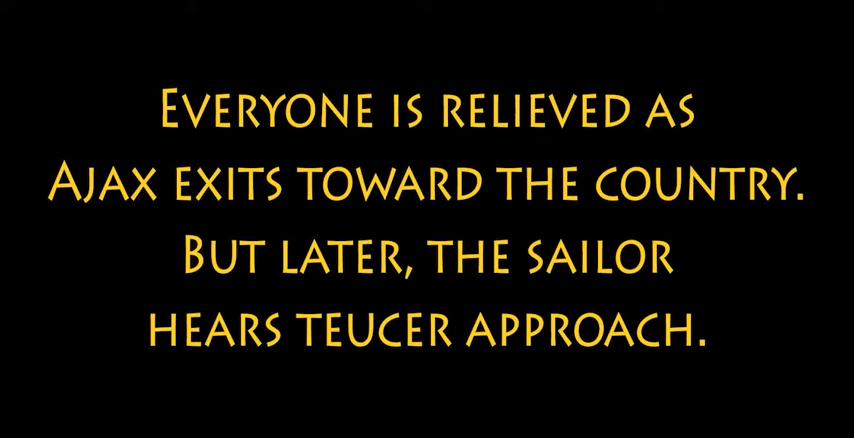 Everyone is relieved as
Ajax exits toward the country.
But later, the sailor
hears Teucer approach.